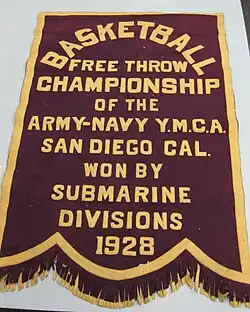 BASKETBALL
FREE THROW
CHAMPIONSHIP
OF THE
ARMY-NAVY Y.M.C.A.
SAN DIEGO CAL.
WON BY
SUBMARINE
DIVISIONS
1928